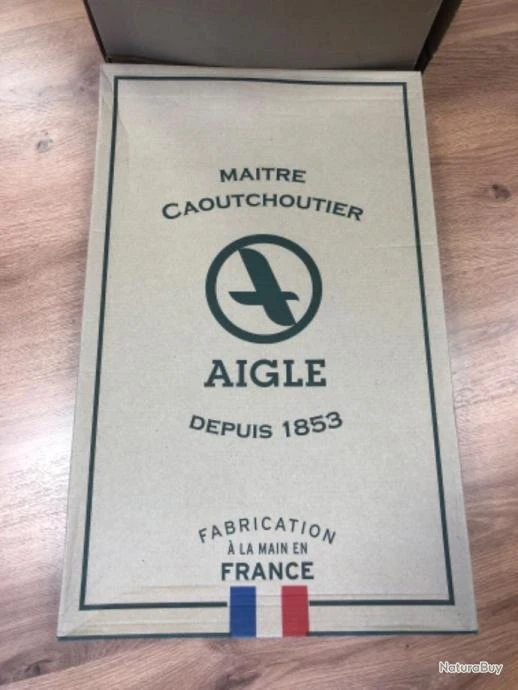 MAITRE
CAOUTCHOUTIER
AIGLE
DEPUIS 1853
FABRICATION
À LA MAIN EN
FRANCE
NaturaBuy